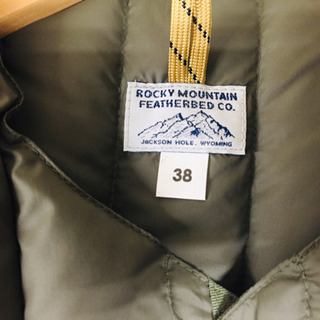 ROCKY MOUNTAIN
FEATHERBED CO.
JACKSON HOLE, WYOMING
38